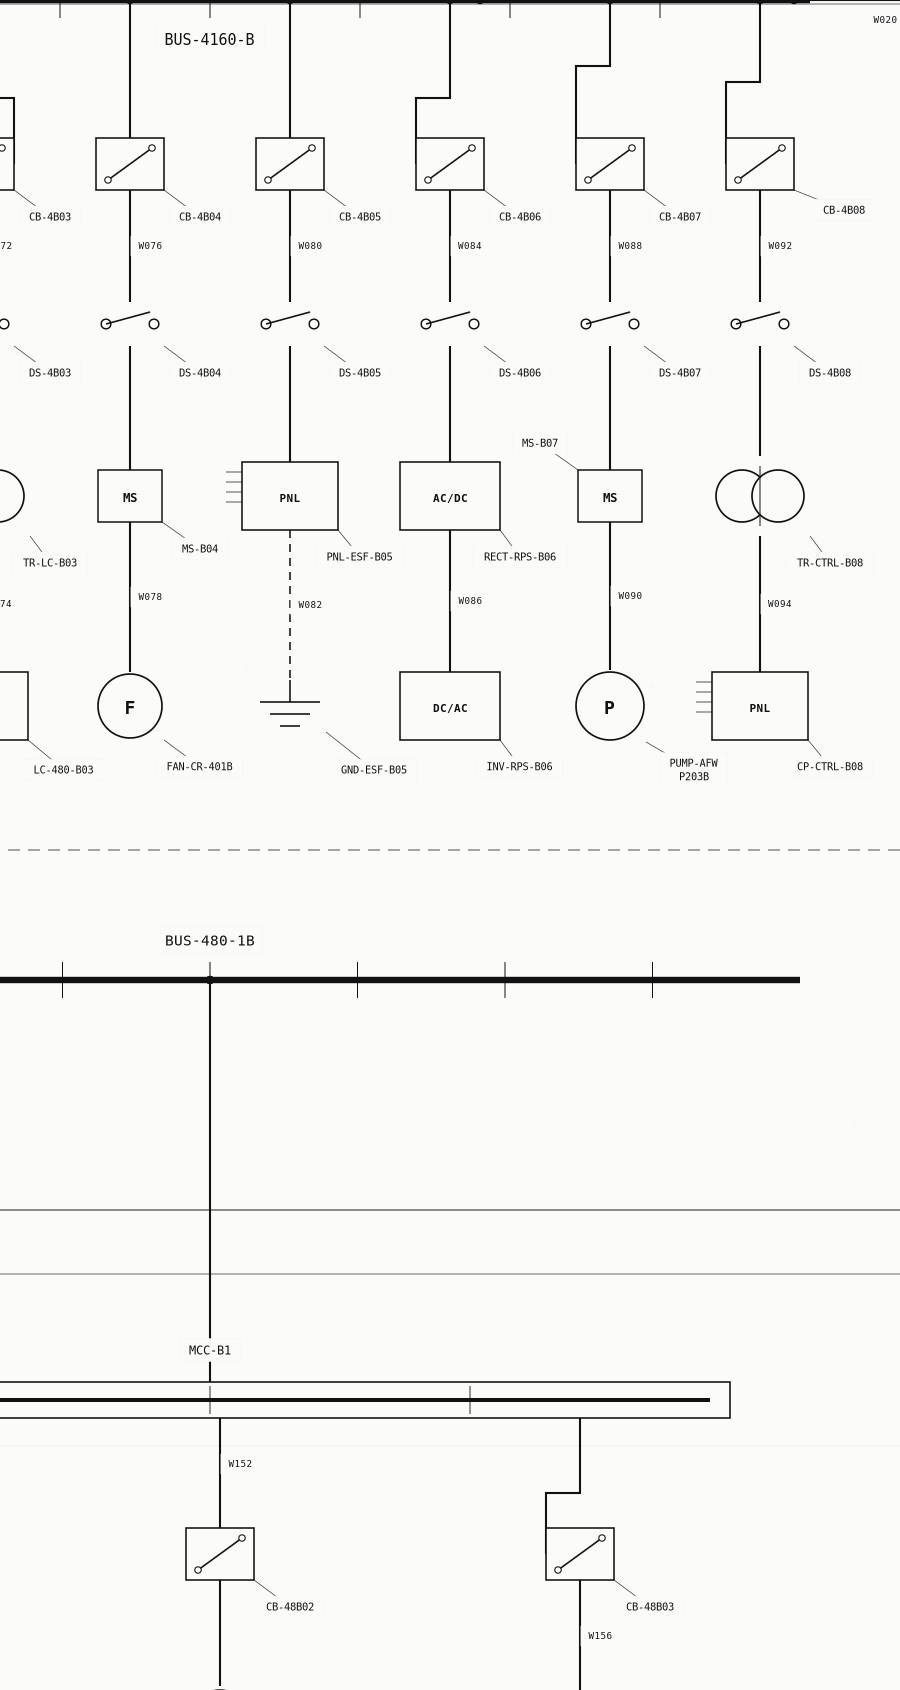 W020
BUS-4160-B
CB-4B03
CB-4B04
CB-4B05
CB-4B06
CB-4B07
CB-4B08
72
W076
W080
W084
W088
W092
DS-4B03
DS-4B04
DS-4B05
DS-4B06
DS-4B07
DS-4B08
MS-B07
MS
PNL
AC/DC
MS
MS-B04
PNL-ESF-B05
RECT-RPS-B06
TR-LC-B03
TR-CTRL-B08
74
W078
W082
W086
W090
W094
F
DC/AC
P
PNL
LC-480-B03
FAN-CR-401B
GND-ESF-B05
INV-RPS-B06
PUMP-AFW
P203B
CP-CTRL-B08
BUS-480-1B
MCC-B1
W152
CB-48B02
CB-48B03
W156